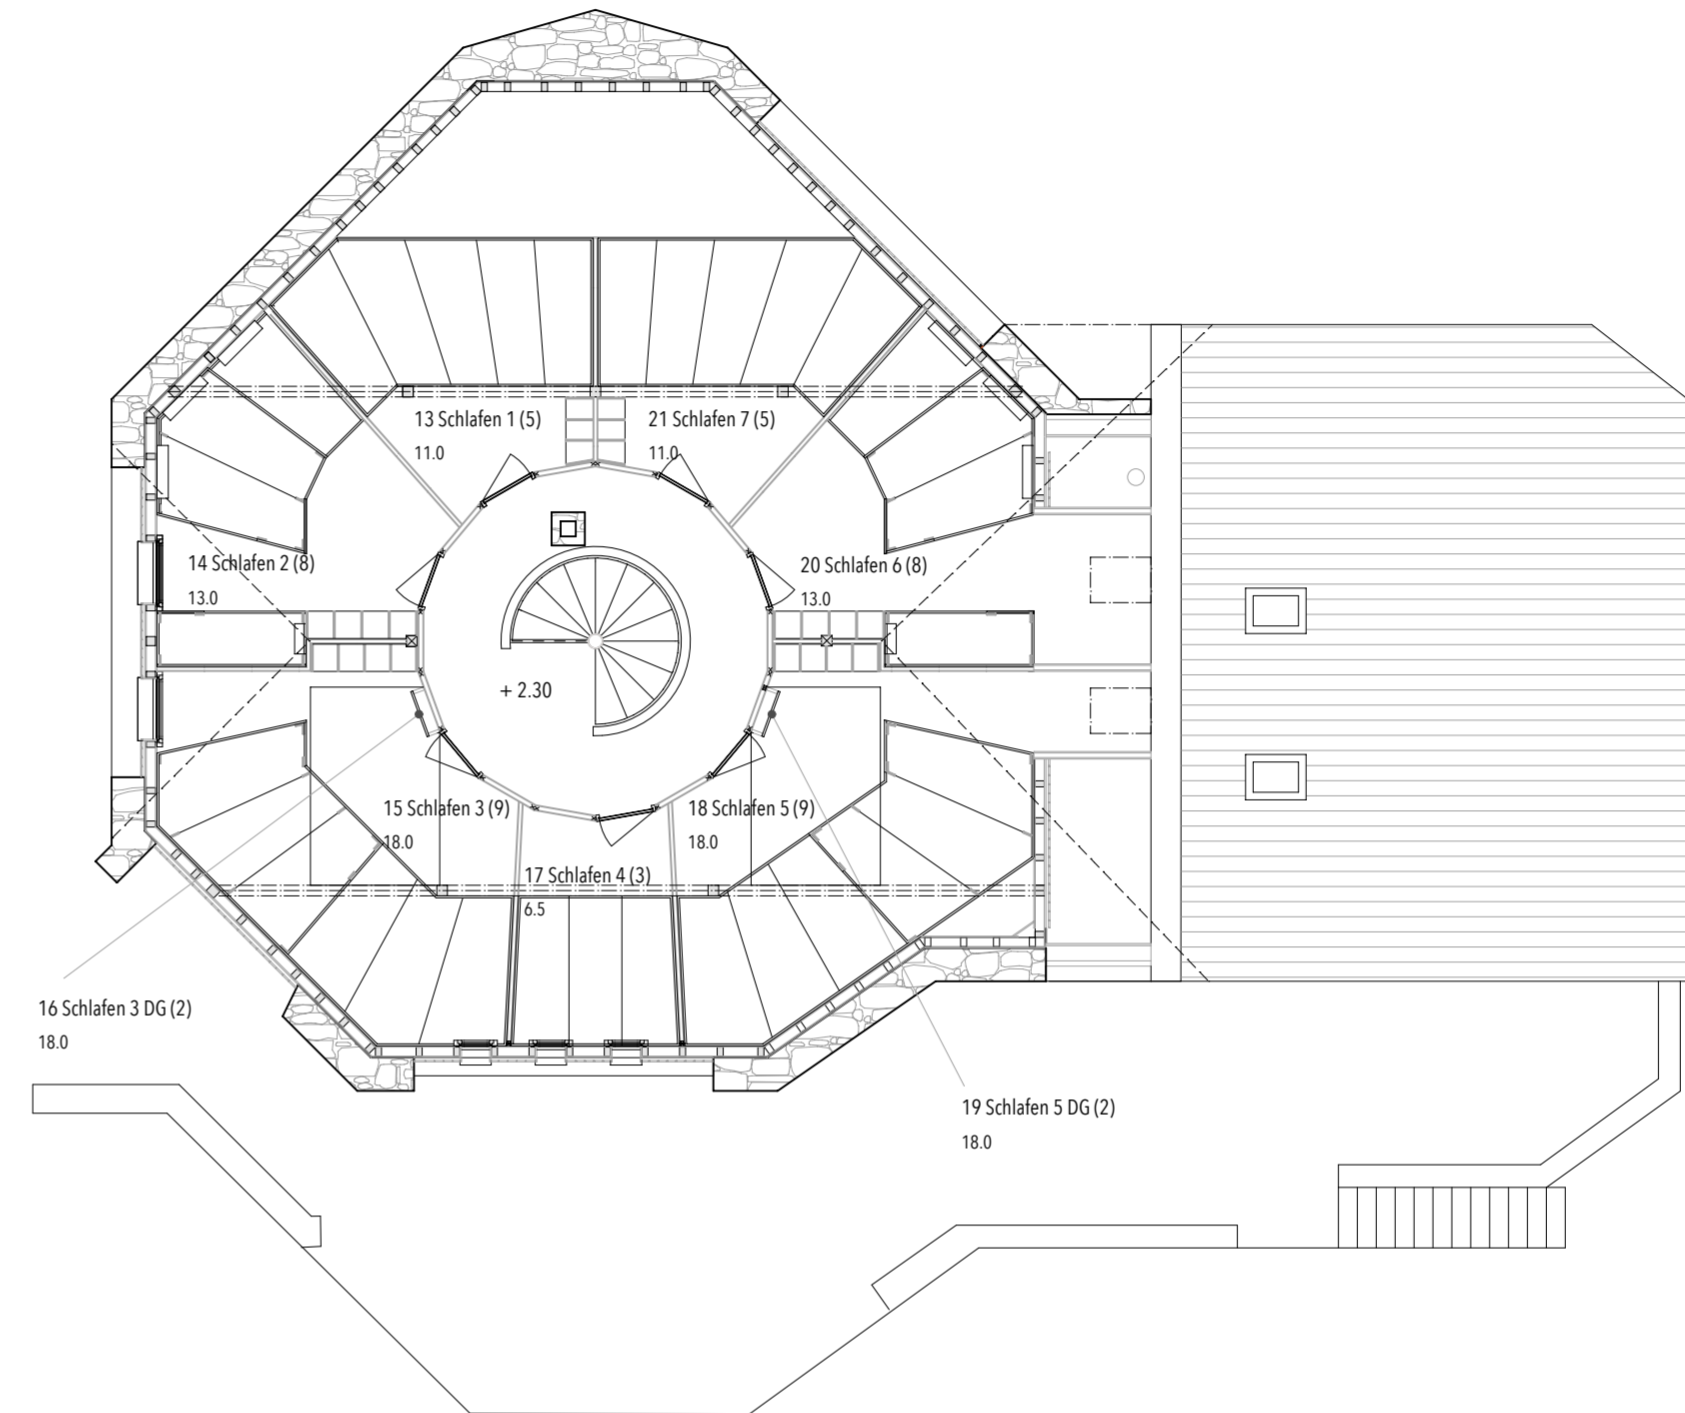 13 Schlafen 1 (5)
11.0
21 Schlafen 7 (5)
11.0
14 Schlafen 2 (8)
13.0
20 Schlafen 6 (8)
13.0
+ 2.30
15 Schlafen 3 (9)
18.0
18 Schlafen 5 (9)
18.0
17 Schlafen 4 (3)
6.5
16 Schlafen 3 DG (2)
18.0
19 Schlafen 5 DG (2)
18.0